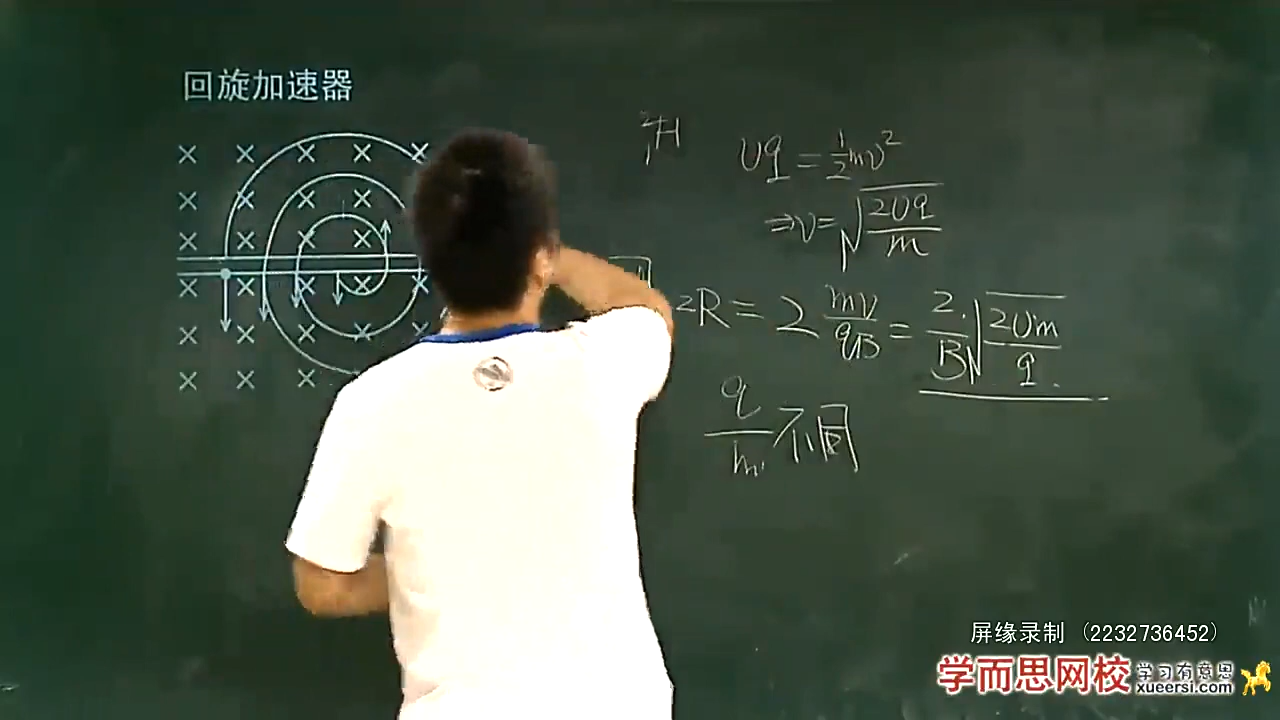 回旋加速器
²₁H
Uq = ½mv²
⇒v=√(2Uq/m)
2R = 2 mv/qB = 2/B √(2Um/q)
q/m 不同
屏缘录制 (2232736452)
学而思网校 学习有意思
xueersi.com